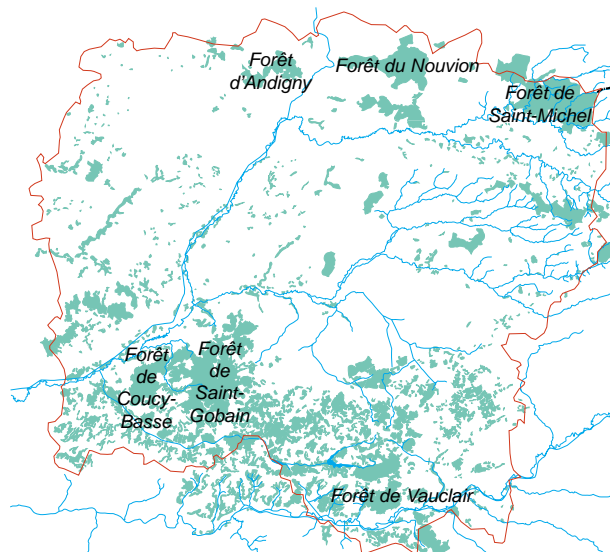 Forêt
d'Andigny
Forêt du Nouvion
Forêt de
Saint-Michel
Forêt
de
Coucy-
Basse
Forêt
de
Saint-
Gobain
Forêt de Vauclair